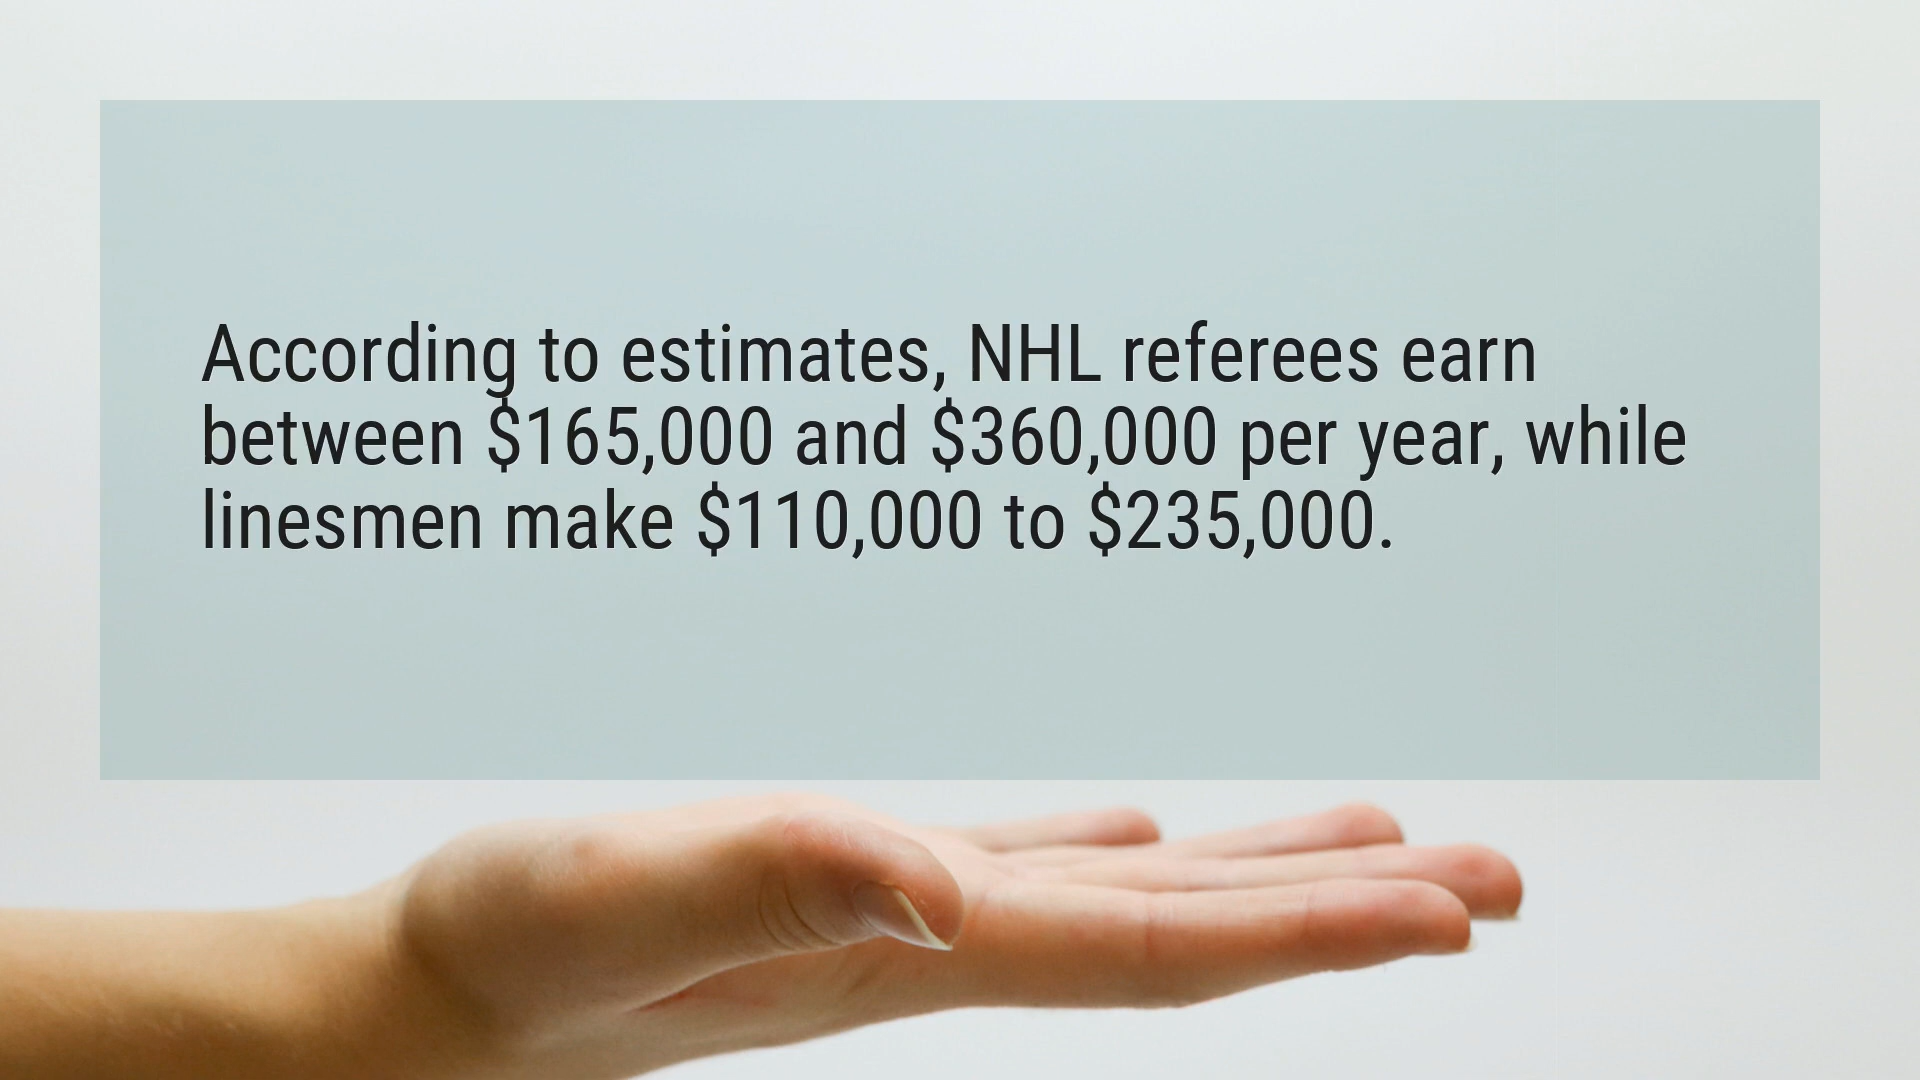 According to estimates, NHL referees earn
between $165,000 and $360,000 per year, while
linesmen make $110,000 to $235,000.